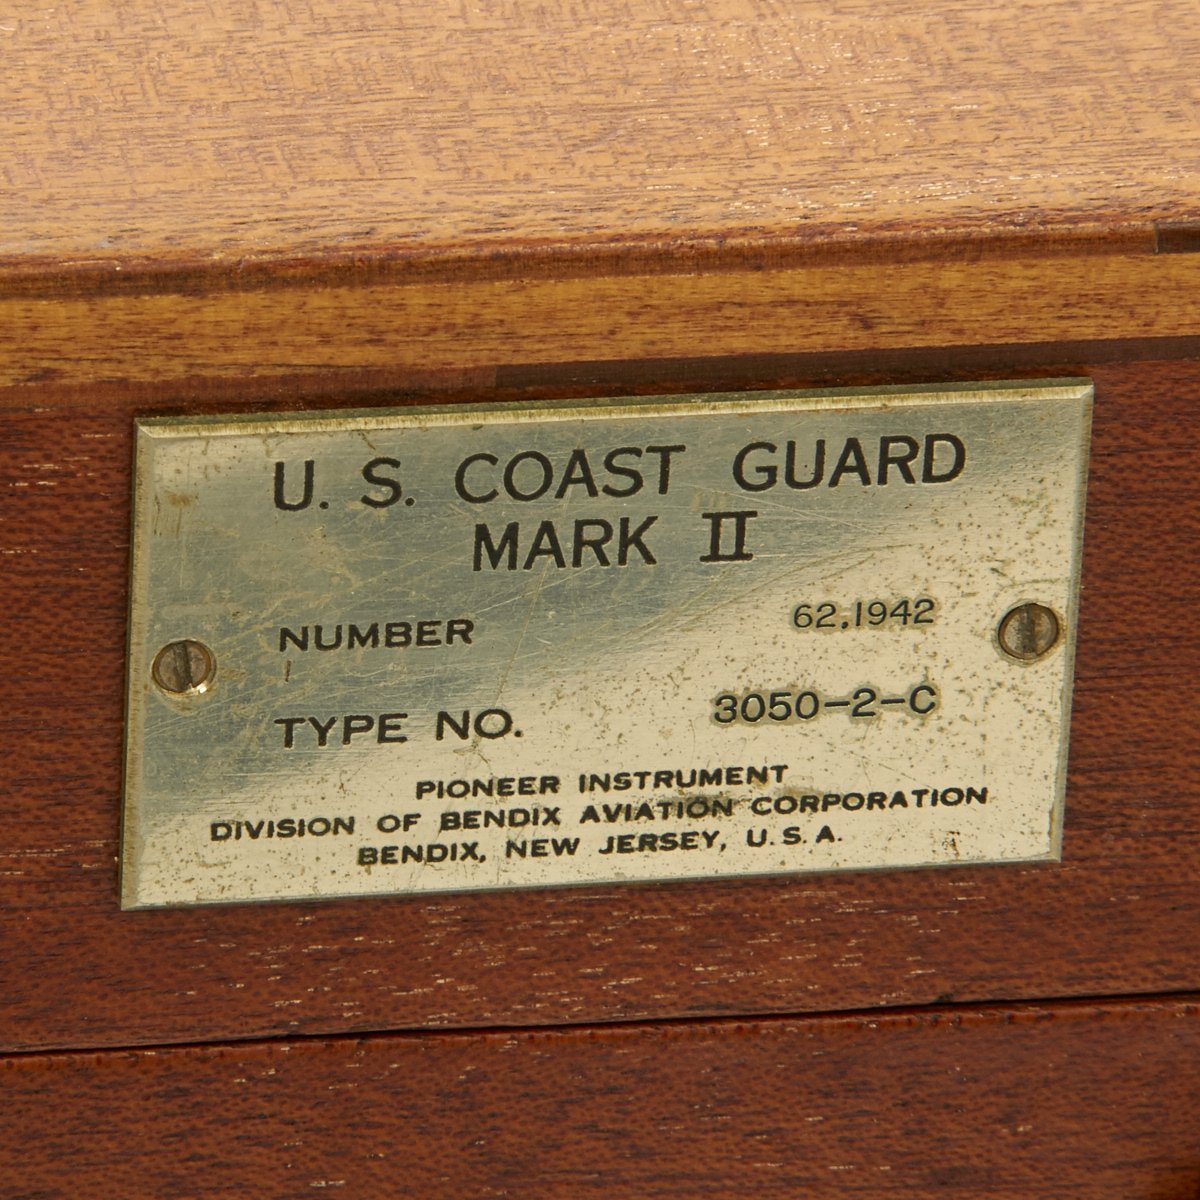 U. S. COAST GUARD
MARK II
NUMBER 62,1942
TYPE NO. 3050-2-C
PIONEER INSTRUMENT
DIVISION OF BENDIX AVIATION CORPORATION
BENDIX, NEW JERSEY, U.S.A.